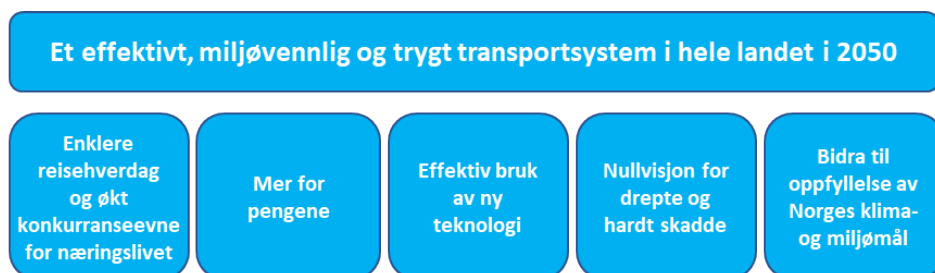 Et effektivt, miljøvennlig og trygt transportsystem i hele landet i 2050
Enklere
reisehverdag
og økt
konkurranseevne
for næringslivet
Mer for
pengene
Effektiv bruk
av ny
teknologi
Nullvisjon for
drepte og
hardt skadde
Bidra til
oppfyllelse av
Norges klima-
og miljømål